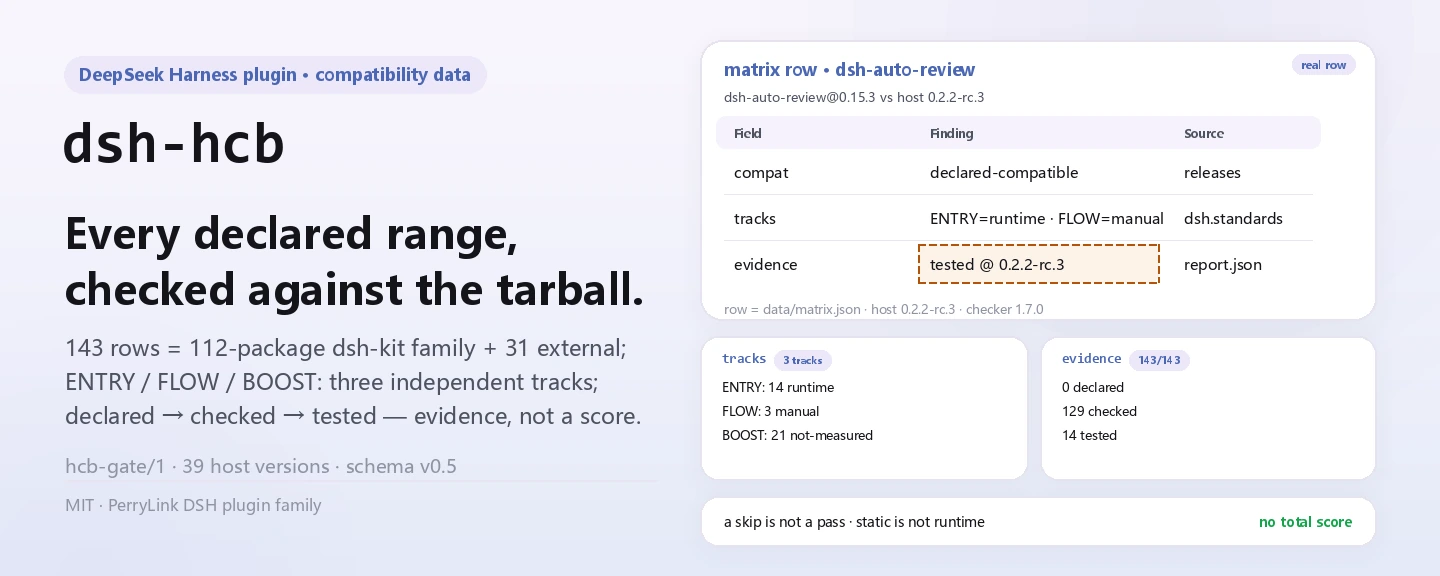 DeepSeek Harness plugin • compatibility data
dsh-hcb
Every declared range,
checked against the tarball.
143 rows = 112-package dsh-kit family + 31 external;
ENTRY / FLOW / BOOST: three independent tracks;
declared → checked → tested — evidence, not a score.
hcb-gate/1 · 39 host versions · schema v0.5
MIT · PerryLink DSH plugin family
matrix row • dsh-auto-review
real row
dsh-auto-review@0.15.3 vs host 0.2.2-rc.3
Field Finding Source
compat declared-compatible releases
tracks ENTRY=runtime · FLOW=manual dsh.standards
evidence tested @ 0.2.2-rc.3 report.json
row = data/matrix.json · host 0.2.2-rc.3 · checker 1.7.0
tracks 3 tracks
ENTRY: 14 runtime
FLOW: 3 manual
BOOST: 21 not-measured
evidence 143/143
0 declared
129 checked
14 tested
a skip is not a pass · static is not runtime
no total score